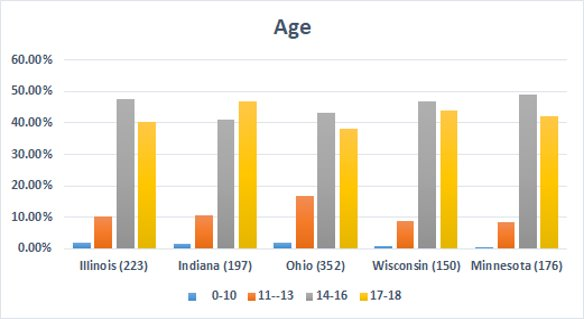 Age
60.00%
50.00%
40.00%
30.00%
20.00%
10.00%
0.00%
Illinois (223) Indiana (197) Ohio (352) Wisconsin (150) Minnesota (176)
0-10 11--13 14-16 17-18